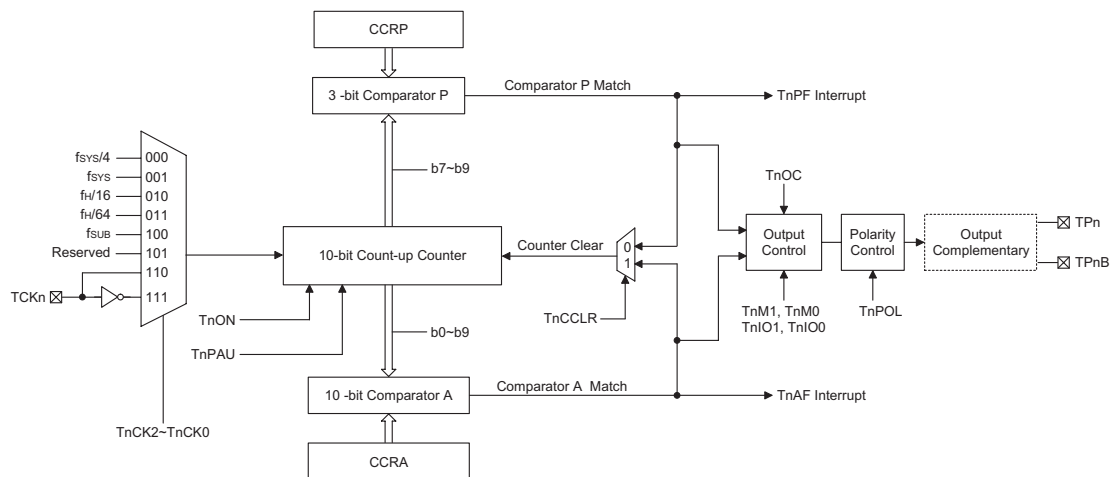 CCRP
3 -bit Comparator P
Comparator P Match
TnPF Interrupt
b7~b9
fSYS/4 000
fSYS 001
fH/16 010
fH/64 011
fSUB 100
Reserved 101
110
TCKn 111
TnCK2~TnCK0
10-bit Count-up Counter
Counter Clear
0
1
TnCCLR
TnON
TnPAU
b0~b9
10 -bit Comparator A
Comparator A Match
TnAF Interrupt
CCRA
TnOC
Output
Control
TnM1, TnM0
TnIO1, TnIO0
Polarity
Control
TnPOL
Output
Complementary
TPn
TPnB